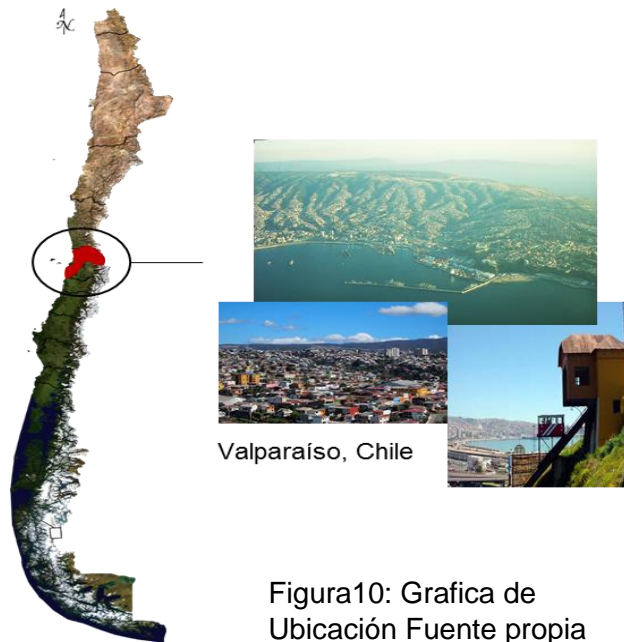 N
Valparaíso, Chile
Figura10: Grafica de
Ubicación Fuente propia